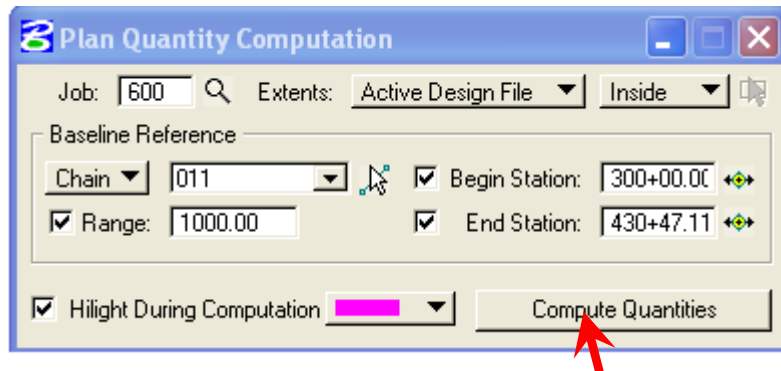 Plan Quantity Computation
Job: 600 Extents: Active Design File Inside
Baseline Reference
Chain 011 Begin Station: 300+00.00
Range: 1000.00 End Station: 430+47.11
Hilight During Computation Compute Quantities